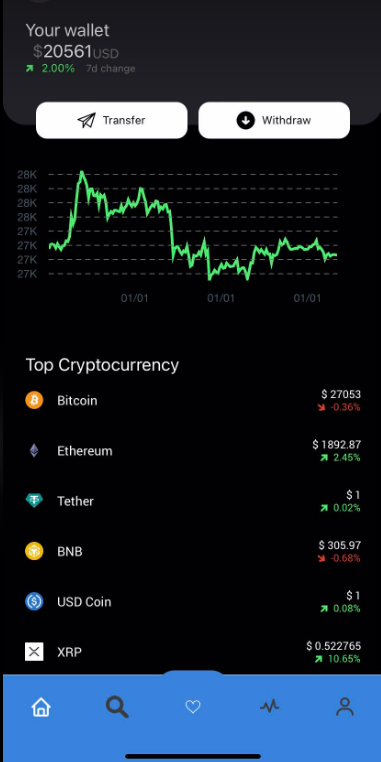 Your wallet
$20561USD
2.00% 7d change
Transfer
Withdraw
28K
28K
28K
28K
27K
27K
27K
27K
01/01
01/01
01/01
Top Cryptocurrency
Bitcoin
$ 27053
-0.36%
Ethereum
$ 1892.87
2.45%
Tether
$ 1
0.02%
BNB
$ 305.97
-0.68%
USD Coin
$ 1
0.08%
XRP
$ 0.522765
10.65%